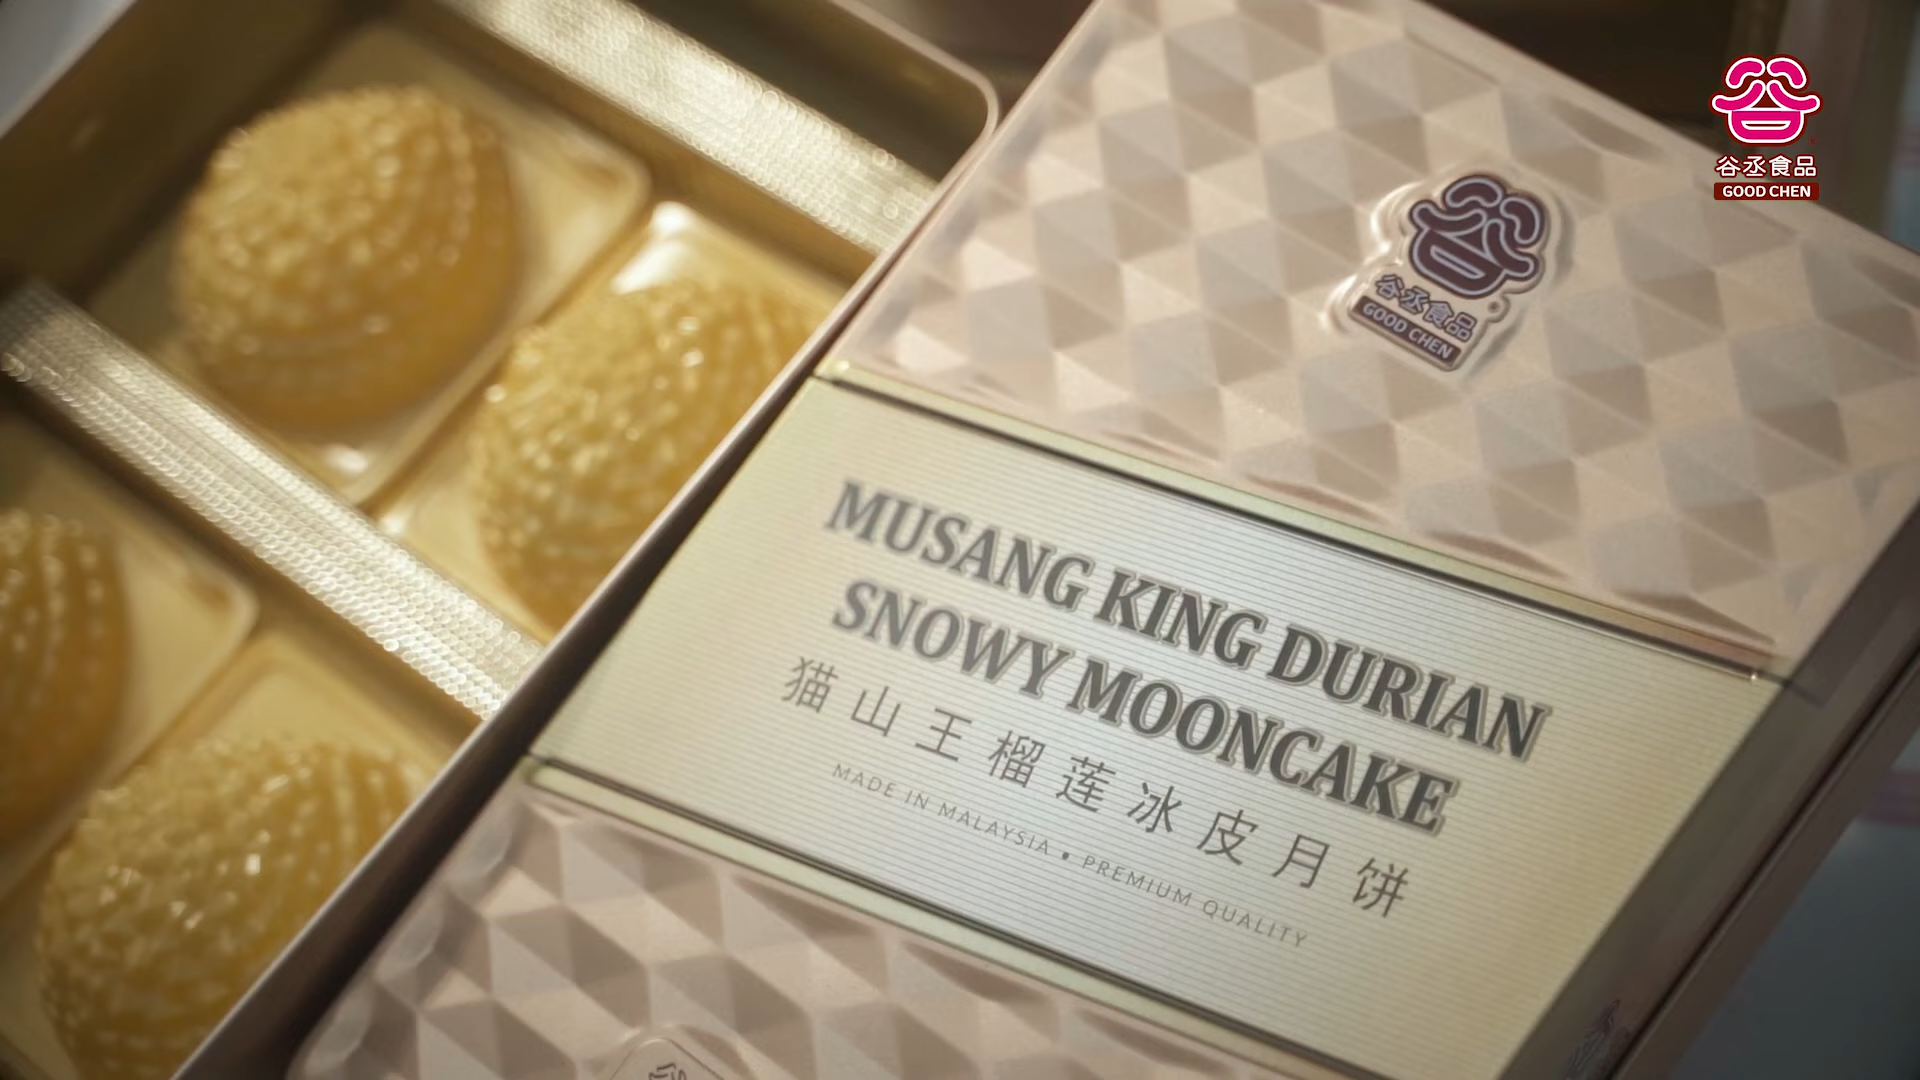 谷丞食品
GOOD CHEN
谷丞食品
GOOD CHEN
MUSANG KING DURIAN
SNOWY MOONCAKE
猫山王榴莲冰皮月饼
MADE IN MALAYSIA • PREMIUM QUALITY